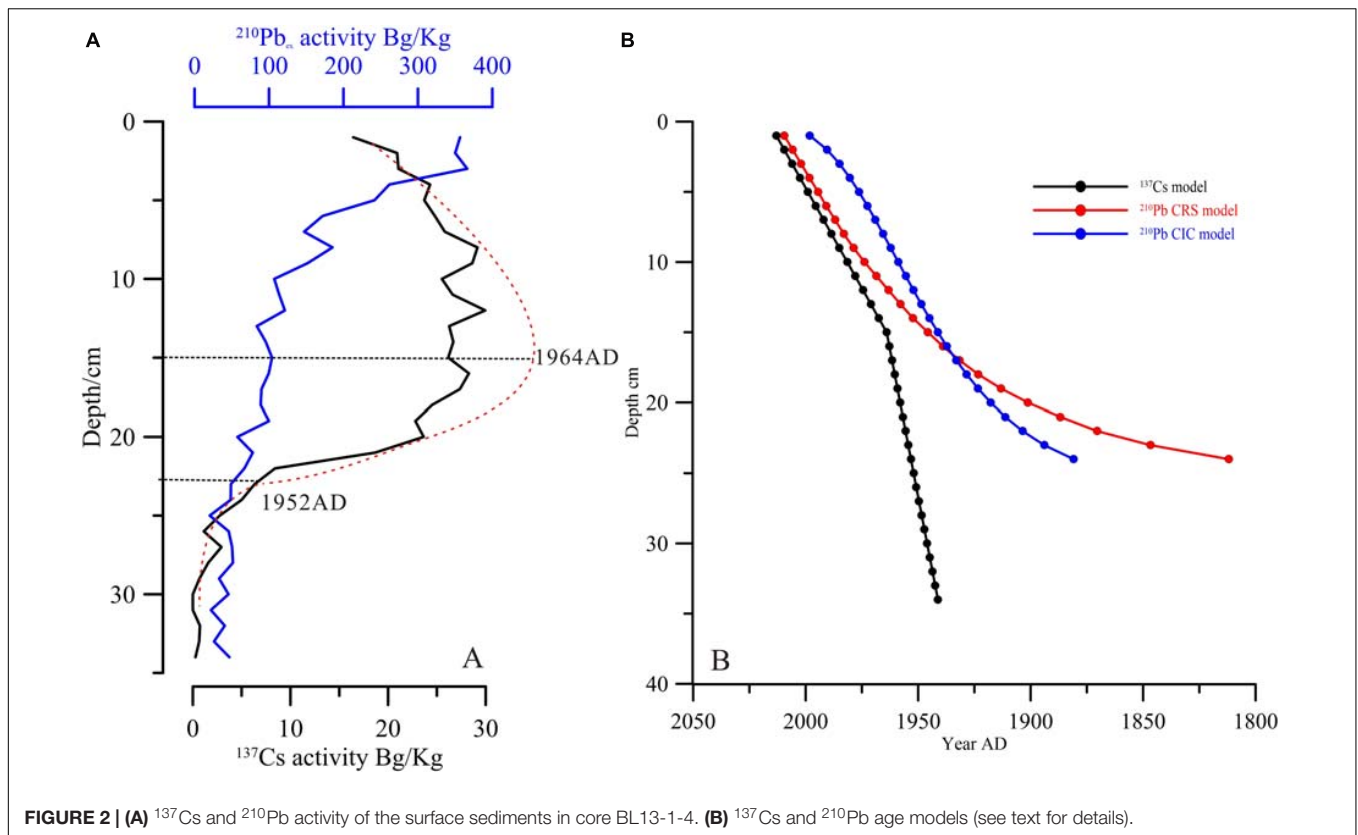 A
²¹⁰Pbₑₓ activity Bg/Kg
0 100 200 300 400
0
10
20
30
Depth/cm
1964AD
1952AD
A
0 10 20 30
¹³⁷Cs activity Bg/Kg
B
0
10
20
30
40
Depth cm
¹³⁷Cs model
²¹⁰Pb CRS model
²¹⁰Pb CIC model
B
2050 2000 1950 1900 1850 1800
Year AD
FIGURE 2 | (A) ¹³⁷Cs and ²¹⁰Pb activity of the surface sediments in core BL13-1-4. (B) ¹³⁷Cs and ²¹⁰Pb age models (see text for details).